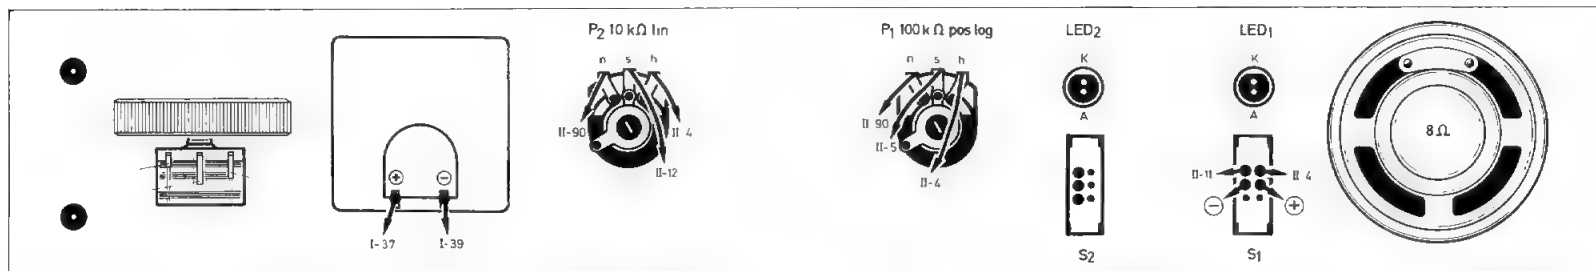 P2 10 kΩ lin
n s h
II-90
II 4
II-12
⊕ ⊖
I-37
I-39
P1 100 k Ω pos log
n s h
II 90
II-5
II-4
LED2
K
A
S2
LED1
K
A
II-11
II 4
⊖ ⊕
S1
8 Ω